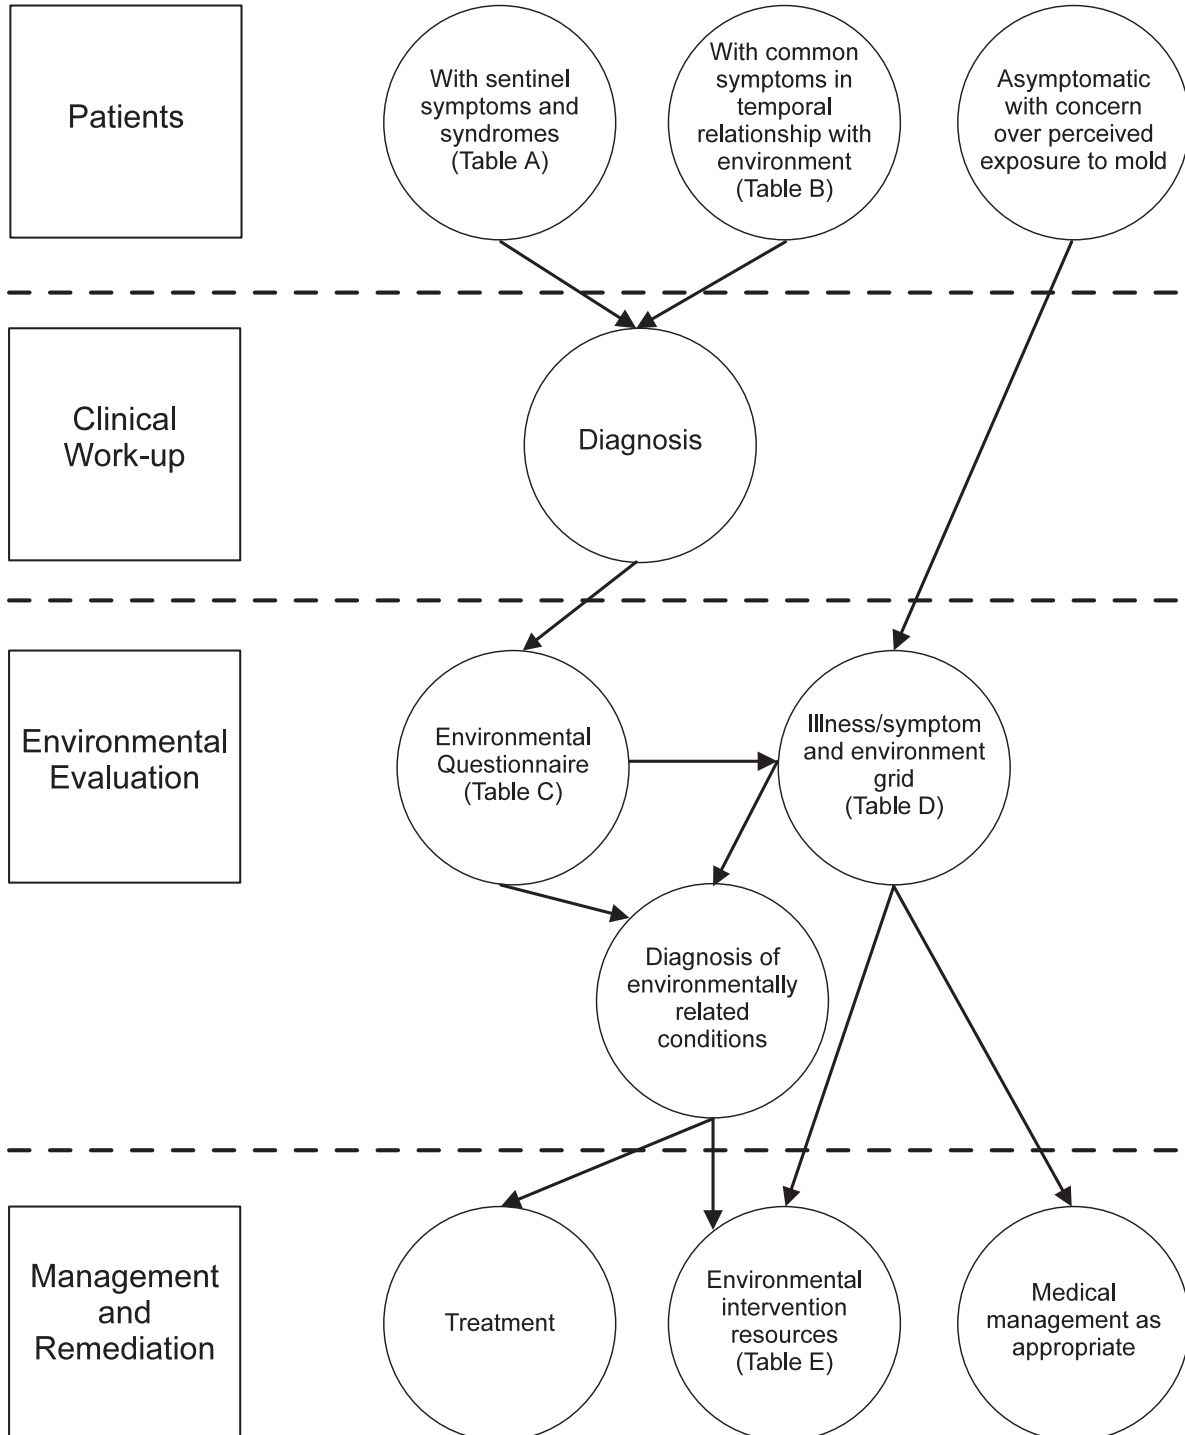 Patients
With sentinel
symptoms and
syndromes
(Table A)
With common
symptoms in
temporal
relationship with
environment
(Table B)
Asymptomatic
with concern
over perceived
exposure to mold
Clinical
Work-up
Diagnosis
Environmental
Evaluation
Environmental
Questionnaire
(Table C)
Illness/symptom
and environment
grid
(Table D)
Diagnosis of
environmentally
related
conditions
Management
and
Remediation
Treatment
Environmental
intervention
resources
(Table E)
Medical
management as
appropriate